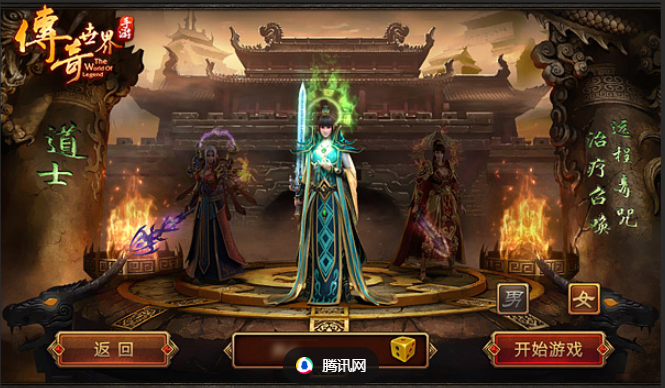 傳奇世界
手游
The
World Of
Legend
道士
远程毒咒
治疗召唤
男
女
返回
开始游戏
腾讯网